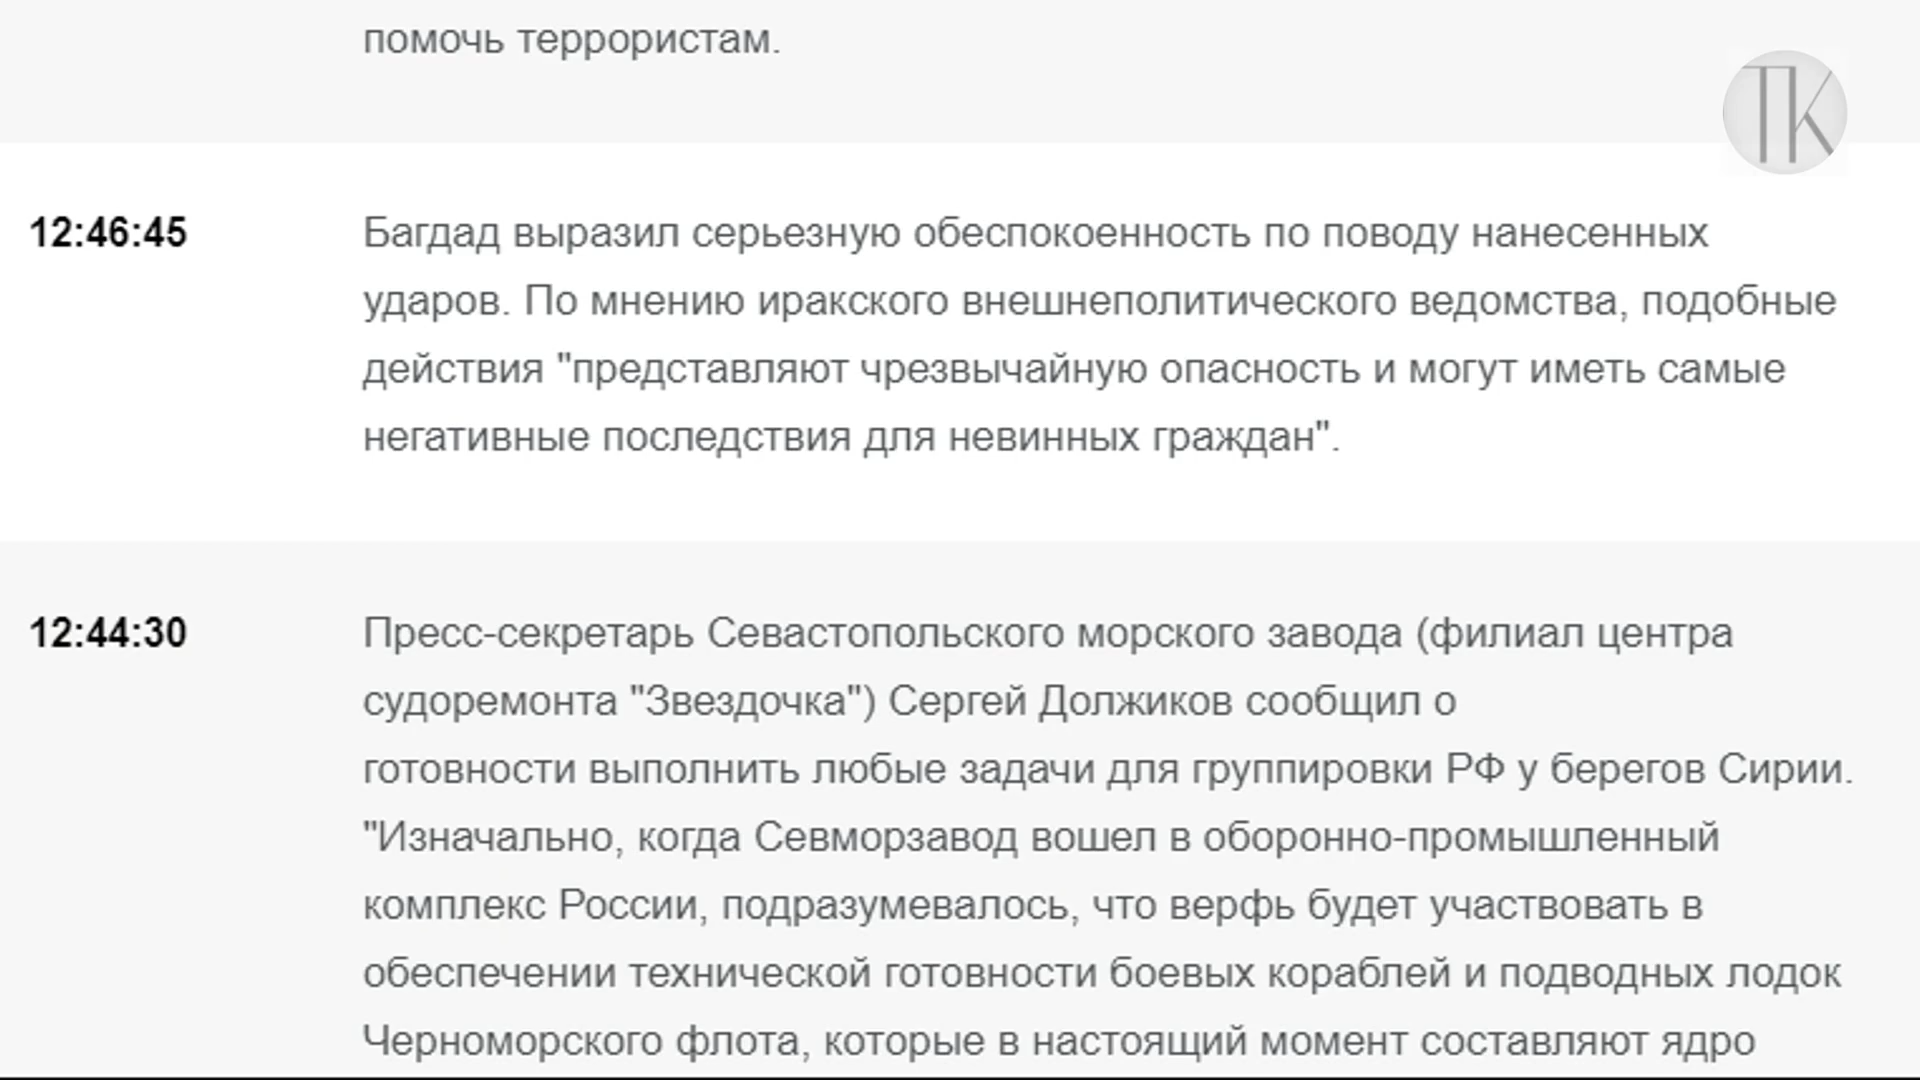 помочь террористам.
ТК
12:46:45
Багдад выразил серьезную обеспокоенность по поводу нанесенных
ударов. По мнению иракского внешнеполитического ведомства, подобные
действия "представляют чрезвычайную опасность и могут иметь самые
негативные последствия для невинных граждан".
12:44:30
Пресс-секретарь Севастопольского морского завода (филиал центра
судоремонта "Звездочка") Сергей Должиков сообщил о
готовности выполнить любые задачи для группировки РФ у берегов Сирии.
"Изначально, когда Севморзавод вошел в оборонно-промышленный
комплекс России, подразумевалось, что верфь будет участвовать в
обеспечении технической готовности боевых кораблей и подводных лодок
Черноморского флота, которые в настоящий момент составляют ядро